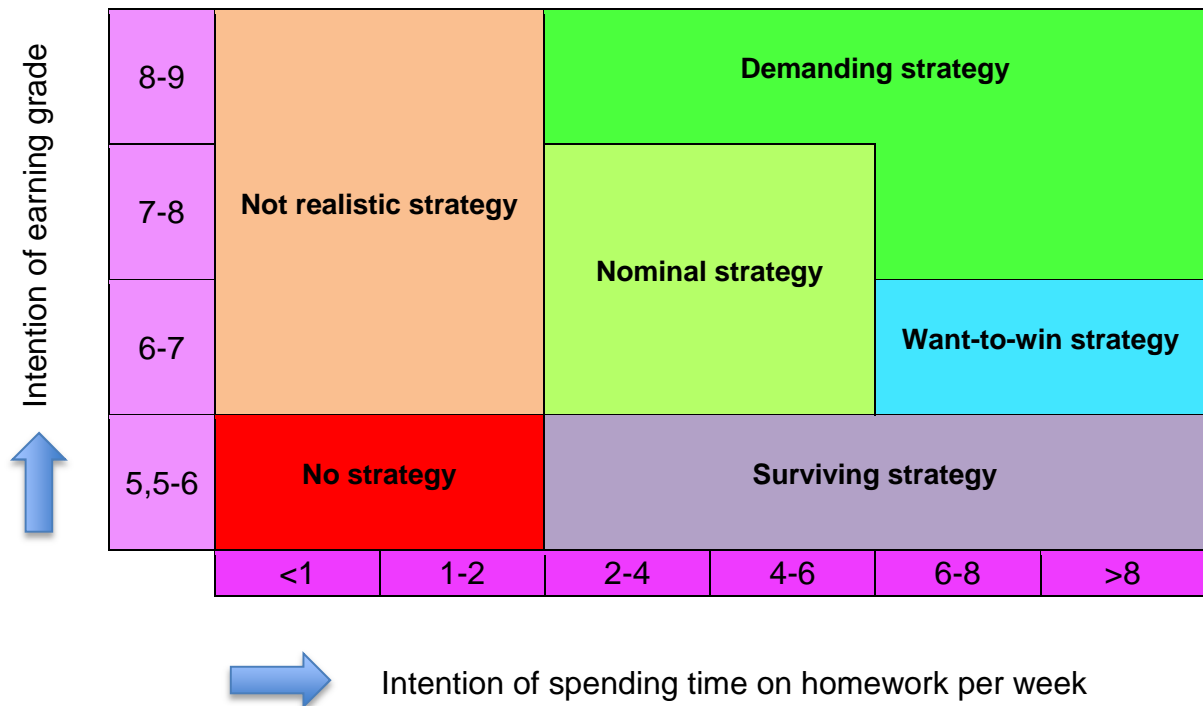 Intention of earning grade
8-9
Demanding strategy
7-8
Not realistic strategy
Nominal strategy
6-7
Want-to-win strategy
5,5-6
No strategy
Surviving strategy
<1
1-2
2-4
4-6
6-8
>8
Intention of spending time on homework per week